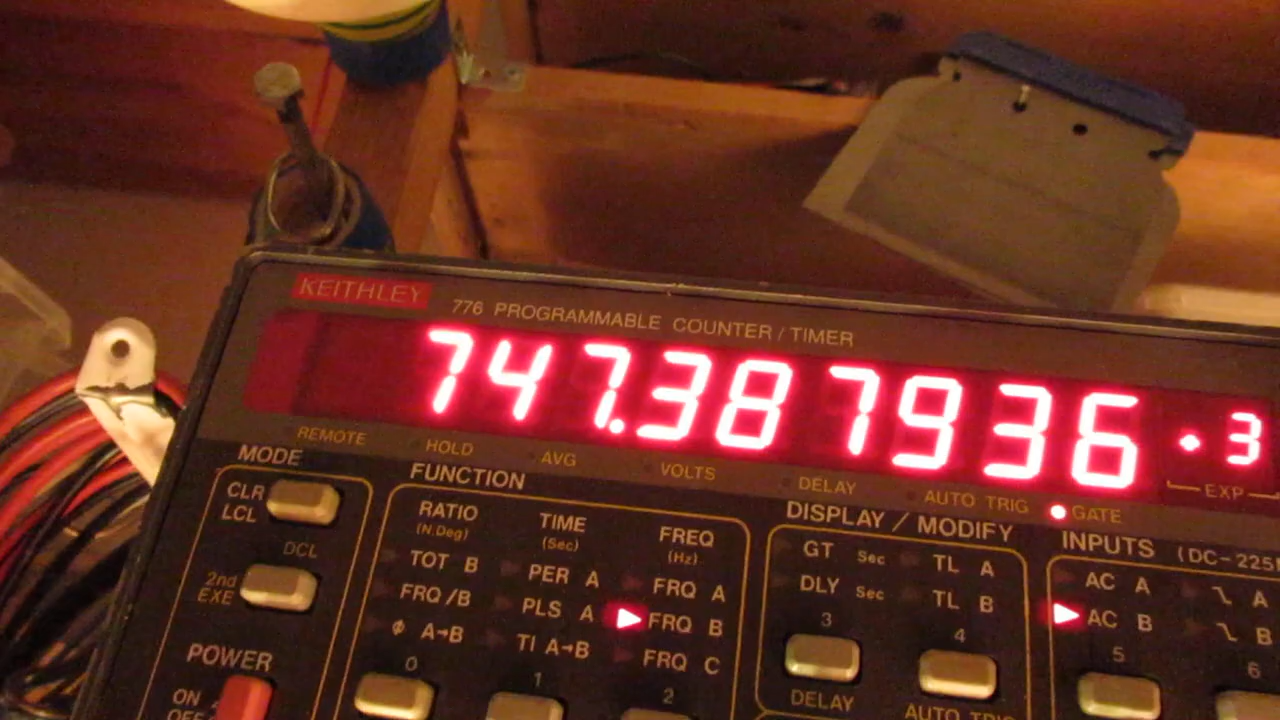 KEITHLEY 776 PROGRAMMABLE COUNTER / TIMER
747.387936 + 3
EXP
REMOTE HOLD AVG VOLTS DELAY AUTO TRIG GATE
MODE
CLR
LCL
DCL
2nd
EXE
POWER
ON
OFF
FUNCTION
RATIO
(N.Deg)
TOT B
FRQ/B
φ A→B
0
TIME
(Sec)
PER A
PLS A
TI A→B
1
FREQ
(Hz)
FRQ A
FRQ B
FRQ C
2
DISPLAY / MODIFY
GT Sec
DLY Sec
3
DELAY
TL A
TL B
4
AUTO TRIG
INPUTS (DC-225
AC A
AC B
5
A
B
6